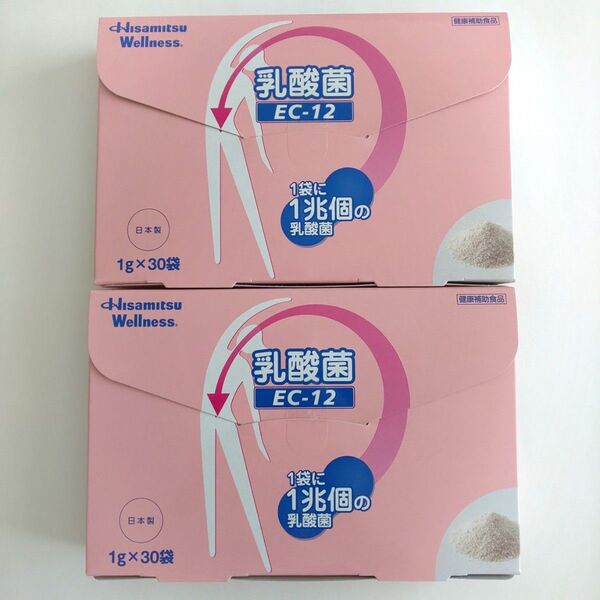 Hisamitsu
Wellness®
健康補助食品
乳酸菌
EC-12
1袋に
1兆個の
乳酸菌
日本製
1g×30袋
Hisamitsu
Wellness®
健康補助食品
乳酸菌
EC-12
1袋に
1兆個の
乳酸菌
日本製
1g×30袋